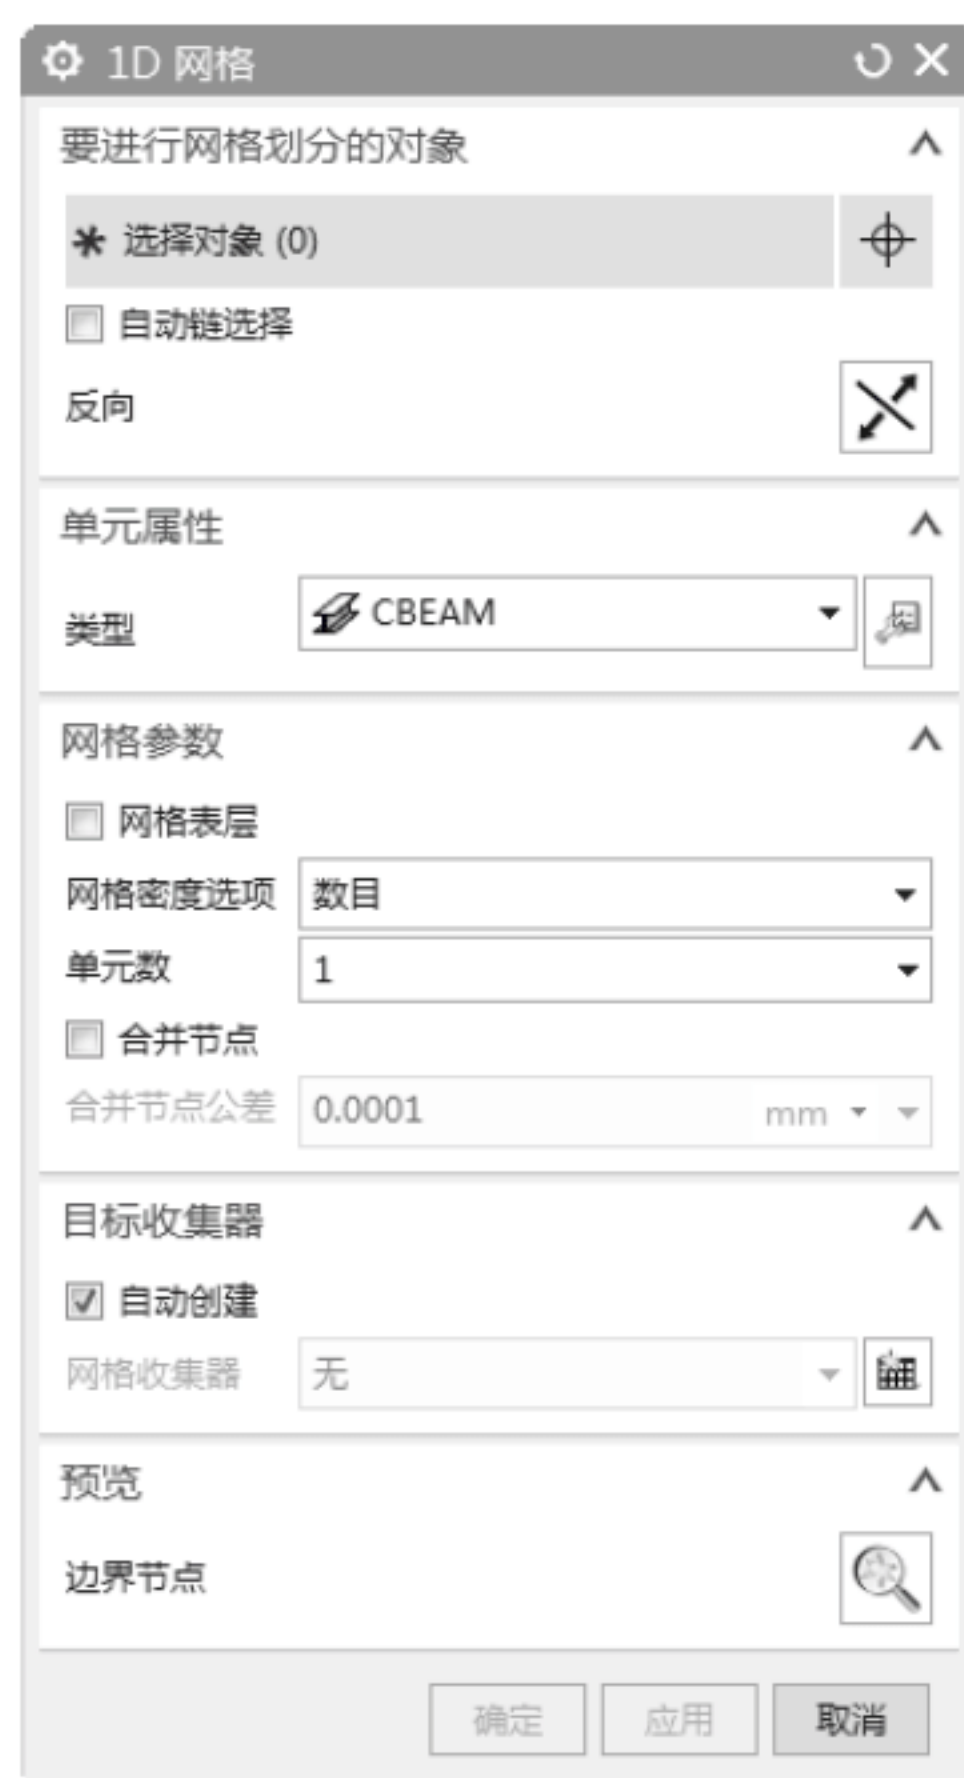 1D 网格
要进行网格划分的对象
* 选择对象 (0)
自动链选择
反向
单元属性
类型 CBEAM
网格参数
网格表层
网格密度选项 数目
单元数 1
合并节点
合并节点公差 0.0001 mm
目标收集器
自动创建
网格收集器 无
预览
边界节点
确定 应用 取消